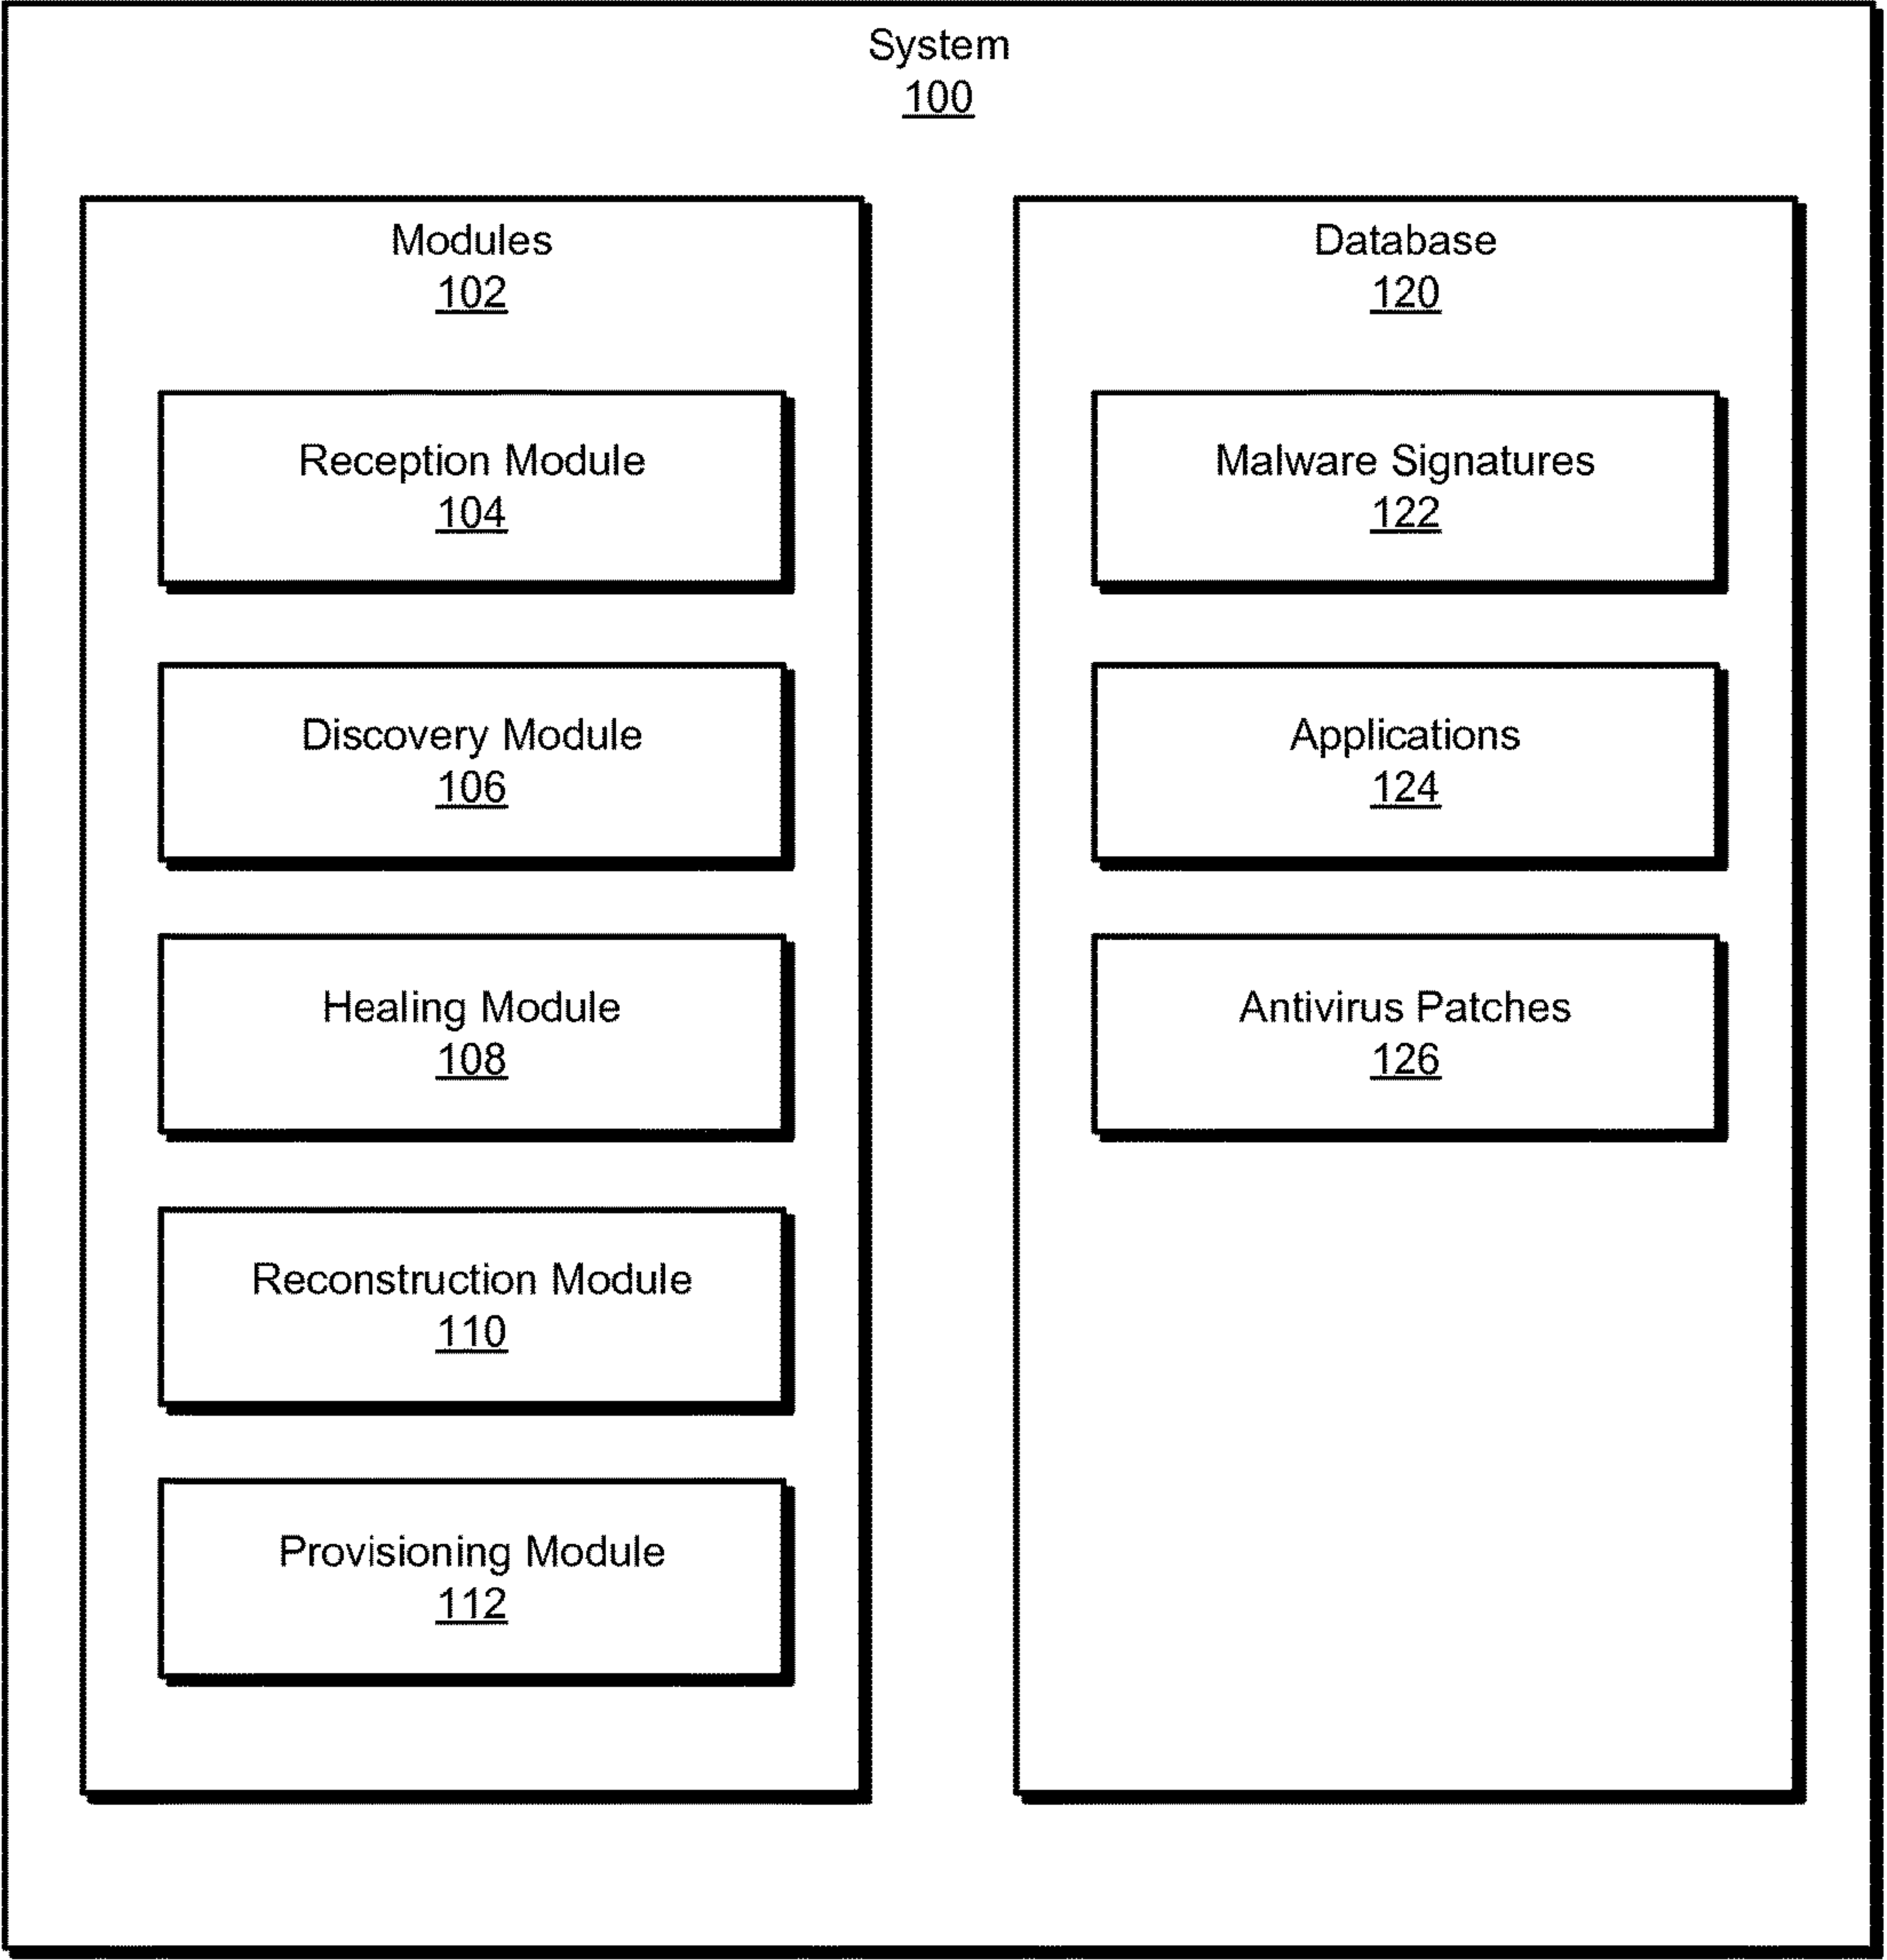 System
100
Modules
102
Reception Module
104
Discovery Module
106
Healing Module
108
Reconstruction Module
110
Provisioning Module
112
Database
120
Malware Signatures
122
Applications
124
Antivirus Patches
126